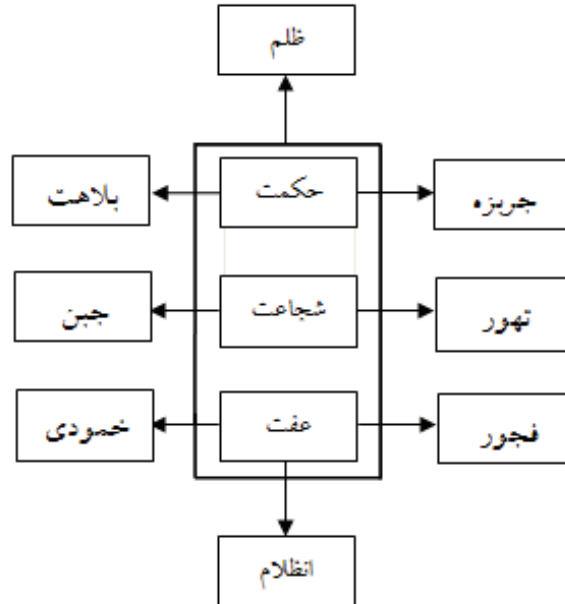 ظلم
جربزه
حکمت
بلاهت
تهور
شجاعت
جبن
فجور
عفت
خمودی
انظلام